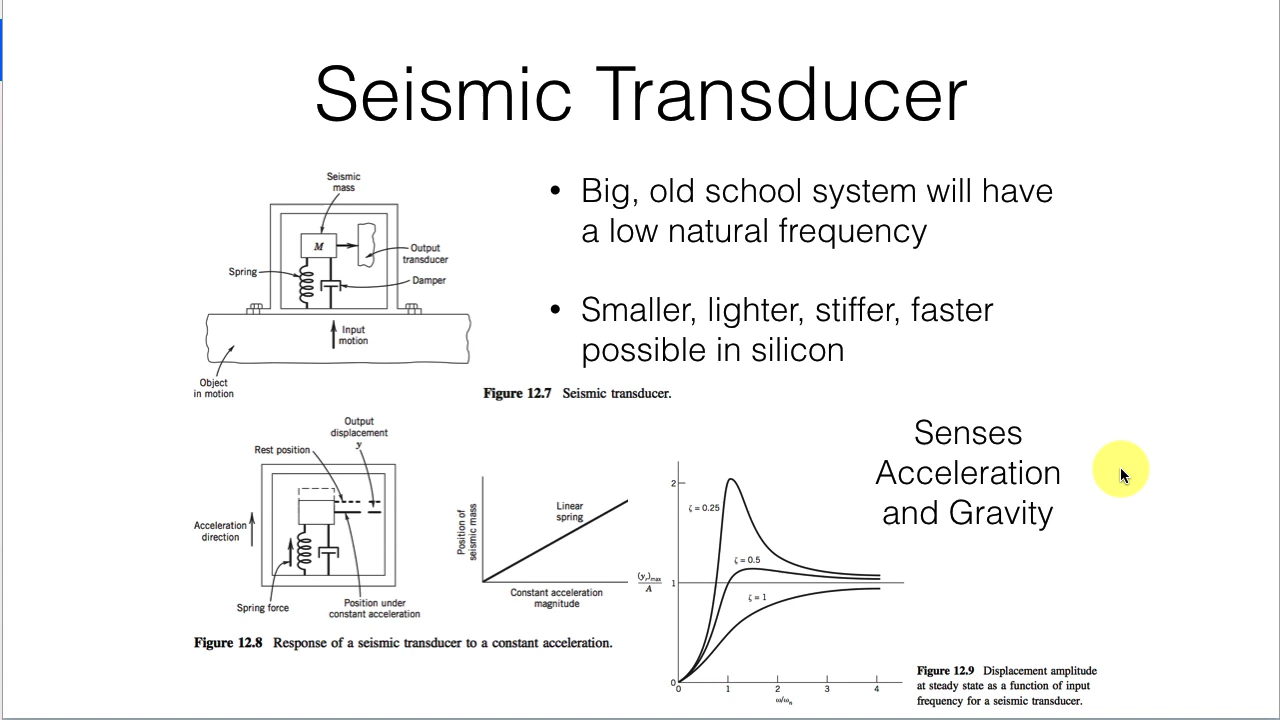 Seismic Transducer
Seismic
mass
M
Output
transducer
Spring
Damper
Input
motion
Object
in motion
Figure 12.7 Seismic transducer.
• Big, old school system will have
a low natural frequency
• Smaller, lighter, stiffer, faster
possible in silicon
Output
displacement
y
Rest position
Acceleration
direction
Spring force
Position under
constant acceleration
Position of
seismic mass
Linear
spring
Constant acceleration
magnitude
Figure 12.8 Response of a seismic transducer to a constant acceleration.
Senses
Acceleration
and Gravity
2
ζ = 0.25
ζ = 0.5
(yr)max
A
1
ζ = 1
0
0 1 2 3 4
ω/ωn
Figure 12.9 Displacement amplitude
at steady state as a function of input
frequency for a seismic transducer.